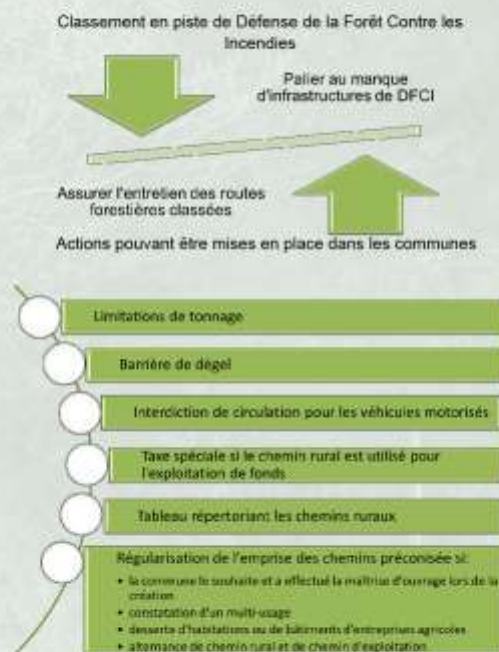 Classement en piste de Défense de la Forêt Contre les
Incendies
Palier au manque
d'infrastructures de DFCI
Assurer l'entretien des routes
forestières classées
Actions pouvant être mises en place dans les communes
Limitations de tonnage
Barrière de dégel
Interdiction de circulation pour les véhicules motorisés
Taxe spéciale si le chemin rural est utilisé pour
l'exploitation de fonds
Tableau répertoriant les chemins ruraux
Régularisation de l'emprise des chemins préconisée si:
• la commune le souhaite et a effectué la maîtrise d'ouvrage lors de la
création
• constatation d'un multi-usage
• desserte d'habitations ou de bâtiments d'entreprises agricoles
• alternance de chemin rural et de chemin d'exploitation